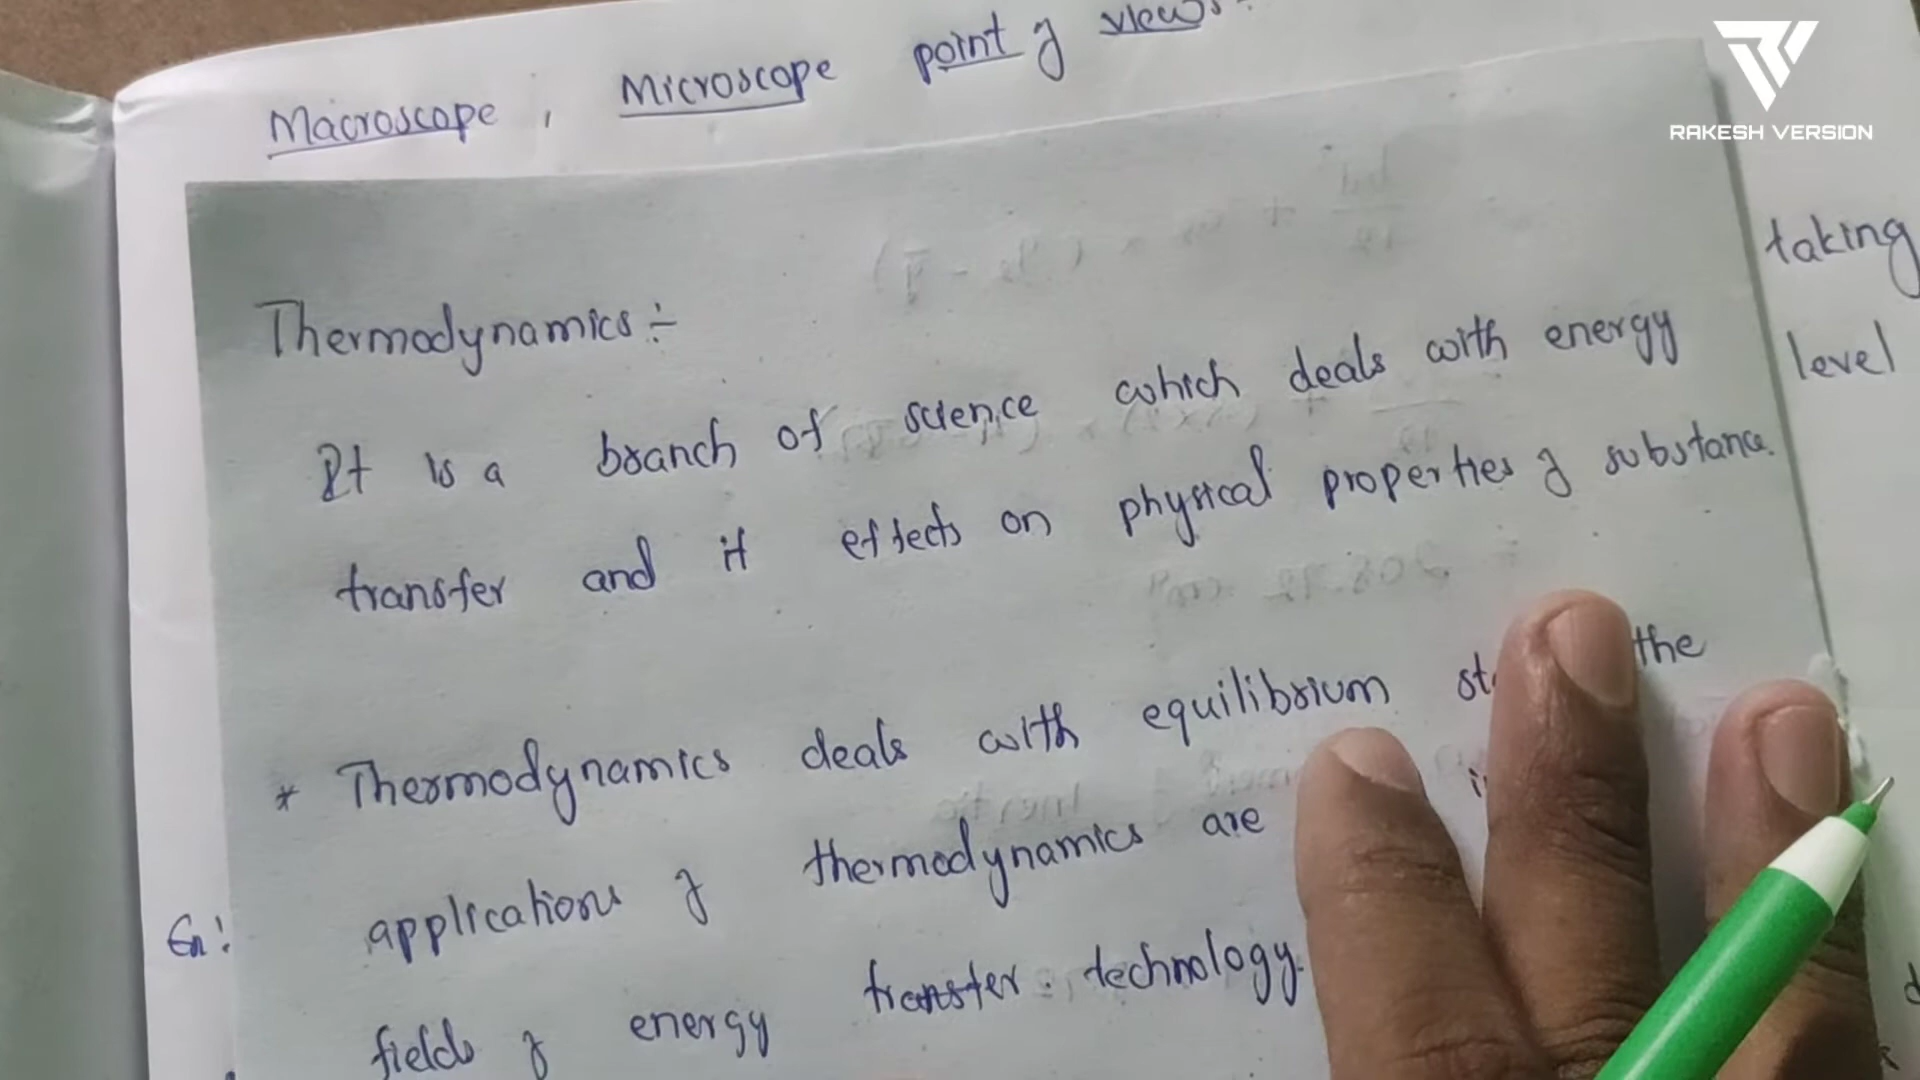 Macroscope, Microscope point of views:
RAKESH VERSION
taking
level
Thermodynamics :-
It is a branch of science which deals with energy
transfer and it effects on physical properties of substance.
* Thermodynamics deals with equilibrium the
applications of thermodynamics are
fields of energy transfer technology.
En: